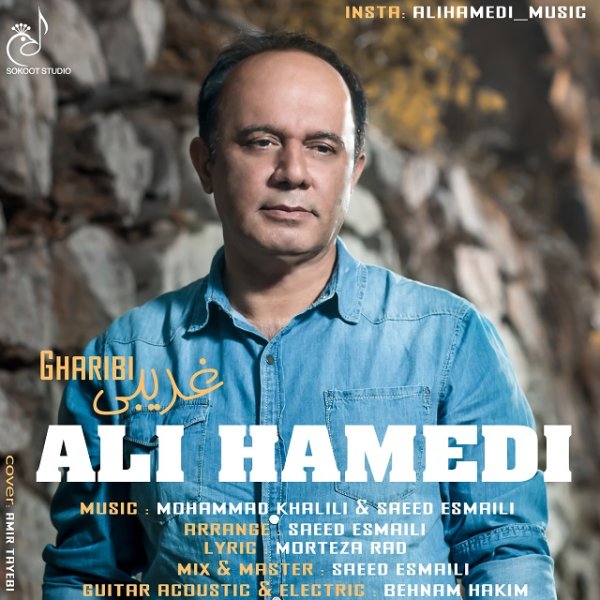 INSTA: ALIHAMEDI_MUSIC
SOKOOT STUDIO
GHARIBI
غریبی
ALI HAMEDI
MUSIC : MOHAMMAD KHALILI & SAEED ESMAILI
ARRANGE : SAEED ESMAILI
LYRIC : MORTEZA RAD
MIX & MASTER : SAEED ESMAILI
GUITAR ACOUSTIC & ELECTRIC : BEHNAM HAKIM
COVER: AMIR TAYEBI